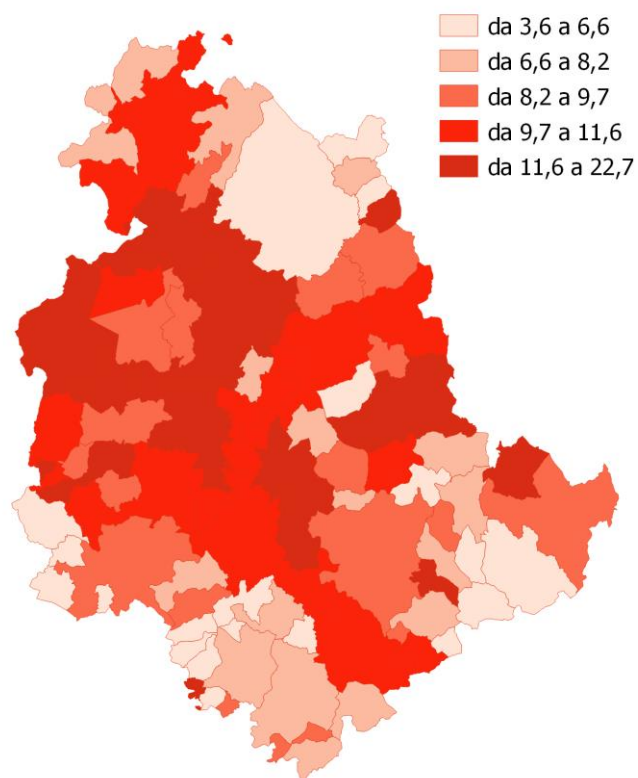 da 3,6 a 6,6
da 6,6 a 8,2
da 8,2 a 9,7
da 9,7 a 11,6
da 11,6 a 22,7